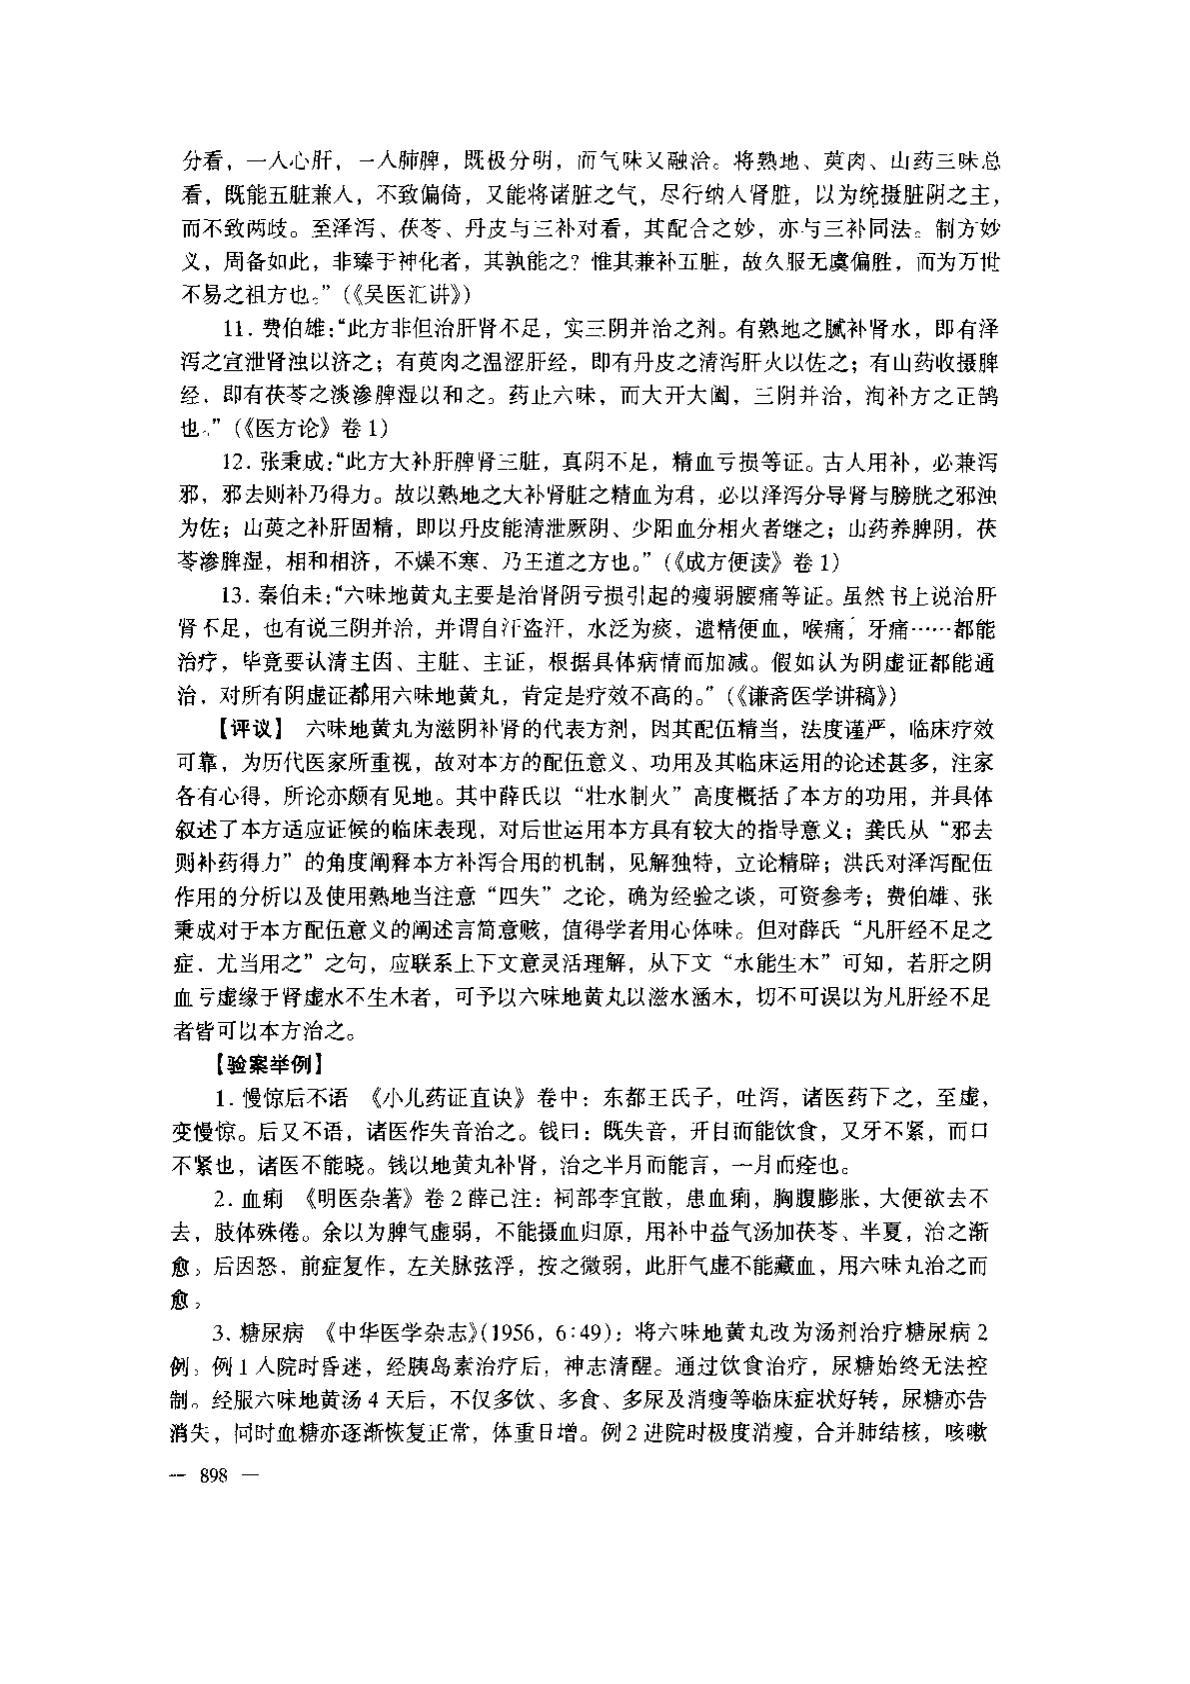 分看，一入心肝，一入肺脾，既极分明，而气味又融洽。将熟地、萸肉、山药三味总
看，既能五脏兼入，不致偏倚，又能将诸脏之气，尽行纳入肾脏，以为统摄脏阴之主，
而不致两歧。至泽泻、茯苓、丹皮与三补对看，其配合之妙，亦与三补同法。制方妙
义，周备如此，非臻于神化者，其孰能之？惟其兼补五脏，故久服无虞偏胜，而为万世
不易之祖方也。”（《吴医汇讲》）
11. 费伯雄：“此方非但治肝肾不足，实三阴并治之剂。有熟地之腻补肾水，即有泽
泻之宣泄肾浊以济之；有萸肉之温涩肝经，即有丹皮之清泻肝火以佐之；有山药收摄脾
经，即有茯苓之淡渗脾湿以和之。药止六味，而大开大阖，三阴并治，洵补方之正鹄
也。”（《医方论》卷 1）
12. 张秉成：“此方大补肝脾肾三脏，真阴不足，精血亏损等证。古人用补，必兼泻
邪，邪去则补乃得力。故以熟地之大补肾脏之精血为君，必以泽泻分导肾与膀胱之邪浊
为佐；山萸之补肝固精，即以丹皮能清泄厥阴、少阳血分相火者继之；山药养脾阴，茯
苓渗脾湿，相和相济，不燥不寒，乃王道之方也。”（《成方便读》卷 1）
13. 秦伯未：“六味地黄丸主要是治肾阴亏损引起的瘦弱腰痛等证。虽然书上说治肝
肾不足，也有说三阴并治，并谓自汗盗汗，水泛为痰，遗精便血，喉痛，牙痛……都能
治疗，毕竟要认清主因、主脏、主证，根据具体病情而加减。假如认为阴虚证都能通
治，对所有阴虚证都用六味地黄丸，肯定是疗效不高的。”（《谦斋医学讲稿》）
【评议】 六味地黄丸为滋阴补肾的代表方剂，因其配伍精当，法度谨严，临床疗效
可靠，为历代医家所重视，故对本方的配伍意义、功用及其临床运用的论述甚多，注家
各有心得，所论亦颇有见地。其中薛氏以“壮水制火”高度概括了本方的功用，并具体
叙述了本方适应证候的临床表现，对后世运用本方具有较大的指导意义；龚氏从“邪去
则补药得力”的角度阐释本方补泻合用的机制，见解独特，立论精辟；洪氏对泽泻配伍
作用的分析以及使用熟地当注意“四失”之论，确为经验之谈，可资参考；费伯雄、张
秉成对于本方配伍意义的阐述言简意赅，值得学者用心体味。但对薛氏“凡肝经不足之
症，尤当用之”之句，应联系上下文意灵活理解，从下文“水能生木”可知，若肝之阴
血亏虚缘于肾虚水不生木者，可予以六味地黄丸以滋水涵木，切不可误以为凡肝经不足
者皆可以本方治之。
【验案举例】
1. 慢惊后不语 《小儿药证直诀》卷中：东都王氏子，吐泻，诸医药下之，至虚，
变慢惊。后又不语，诸医作失音治之。钱曰：既失音，开目而能饮食，又牙不紧，而口
不紧也，诸医不能晓。钱以地黄丸补肾，治之半月而能言，一月而痊也。
2. 血痢 《明医杂著》卷 2 薛己注：祠部李宜散，患血痢，胸腹膨胀，大便欲去不
去，肢体殊倦。余以为脾气虚弱，不能摄血归原，用补中益气汤加茯苓、半夏，治之渐
愈。后因怒，前症复作，左关脉弦浮，按之微弱，此肝气虚不能藏血，用六味丸治之而
愈。
3. 糖尿病 《中华医学杂志》（1956，6：49）：将六味地黄丸改为汤剂治疗糖尿病 2
例。例 1 入院时昏迷，经胰岛素治疗后，神志清醒。通过饮食治疗，尿糖始终无法控
制。经服六味地黄汤 4 天后，不仅多饮、多食、多尿及消瘦等临床症状好转，尿糖亦告
消失，同时血糖亦逐渐恢复正常，体重日增。例 2 进院时极度消瘦，合并肺结核，咳嗽
— 898 —